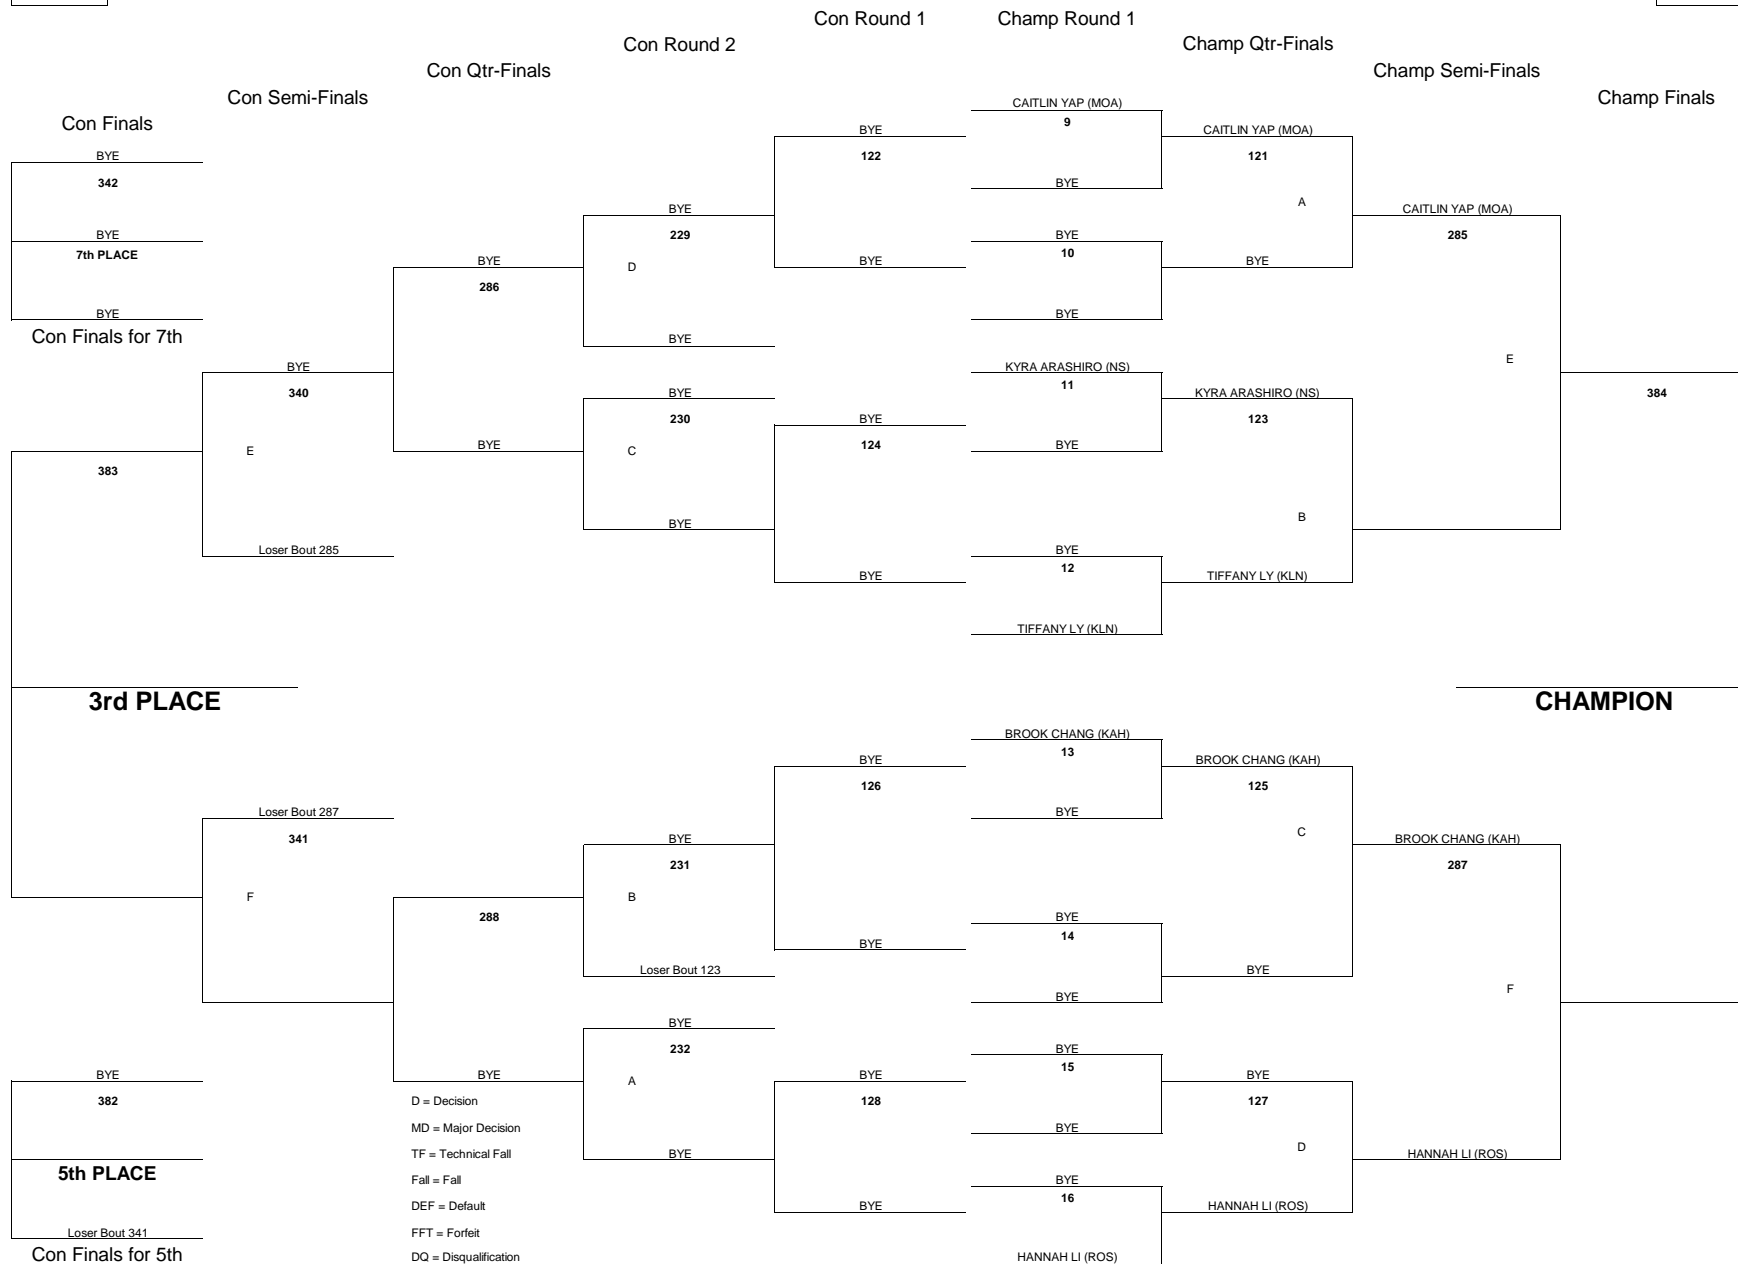 Con Round 1
Champ Round 1
Con Round 2
Champ Qtr-Finals
Con Qtr-Finals
Champ Semi-Finals
Con Semi-Finals
Champ Finals
Con Finals
CAITLIN YAP (MOA)
9
BYE
CAITLIN YAP (MOA)
BYE
342
122
121
BYE
BYE
A
BYE
CAITLIN YAP (MOA)
BYE
BYE
229
285
7th PLACE
10
BYE
D
BYE
BYE
286
BYE
BYE
Con Finals for 7th
BYE
E
BYE
KYRA ARASHIRO (NS)
11
340
BYE
KYRA ARASHIRO (NS)
384
230
BYE
123
E
BYE
C
124
BYE
383
BYE
B
Loser Bout 285
BYE
12
BYE
TIFFANY LY (KLN)
TIFFANY LY (KLN)
3rd PLACE
CHAMPION
BROOK CHANG (KAH)
13
BYE
BROOK CHANG (KAH)
126
125
Loser Bout 287
BYE
C
341
BYE
BROOK CHANG (KAH)
231
287
F
B
288
BYE
14
BYE
Loser Bout 123
BYE
F
BYE
BYE
232
BYE
15
BYE
BYE
A
BYE
BYE
382
D = Decision
128
127
MD = Major Decision
BYE
D
TF = Technical Fall
BYE
HANNAH LI (ROS)
5th PLACE
Fall = Fall
BYE
16
DEF = Default
BYE
HANNAH LI (ROS)
Loser Bout 341
FFT = Forfeit
Con Finals for 5th
DQ = Disqualification
HANNAH LI (ROS)